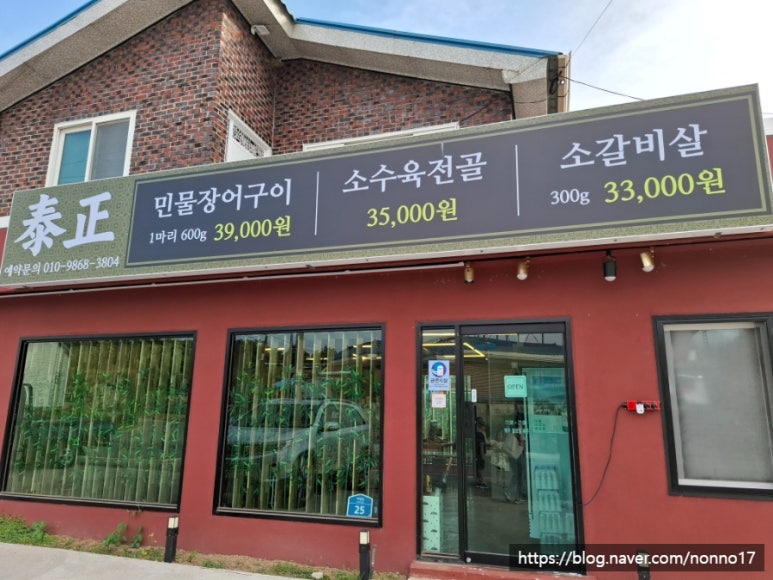 泰正
예약문의 010-9868-3804
민물장어구이
1마리 600g 39,000원
소수육전골
35,000원
소갈비살
300g 33,000원
OPEN
25
https://blog.naver.com/nonno17